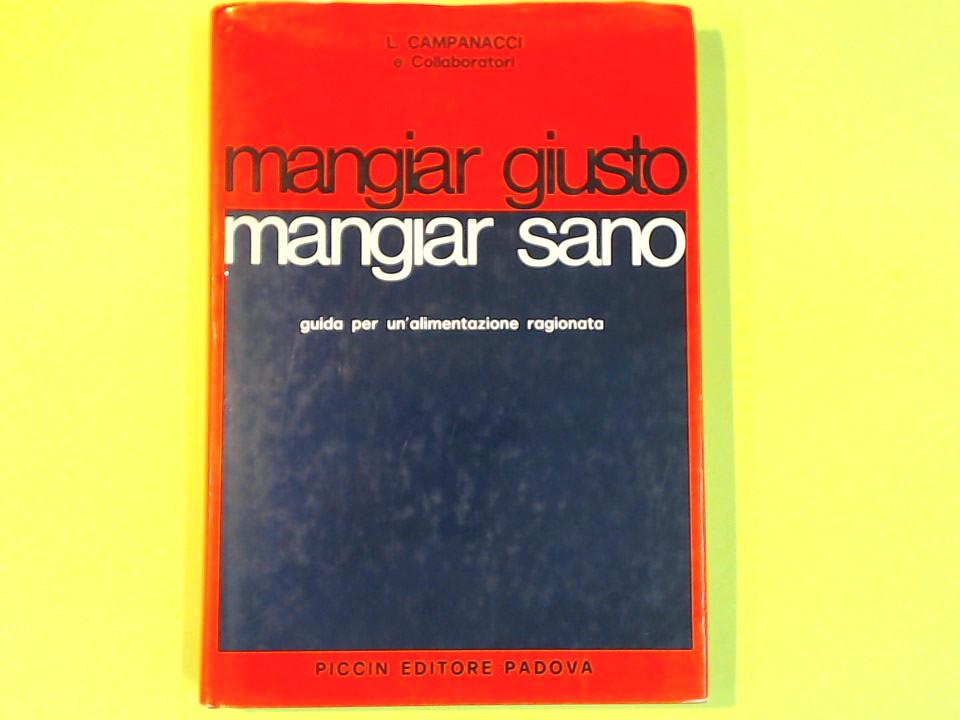 L. CAMPANACCI
e Collaboratori
mangiar giusto
mangiar sano
guida per un'alimentazione ragionata
PICCIN EDITORE PADOVA